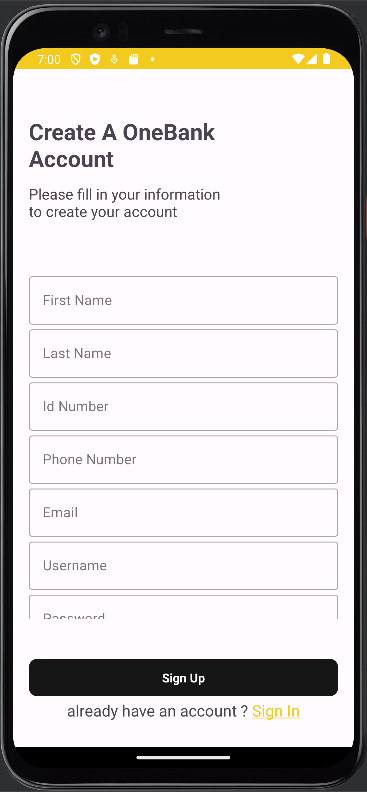 7:00
Create A OneBank
Account
Please fill in your information
to create your account
First Name
Last Name
Id Number
Phone Number
Email
Username
Password
Sign Up
already have an account ? Sign In